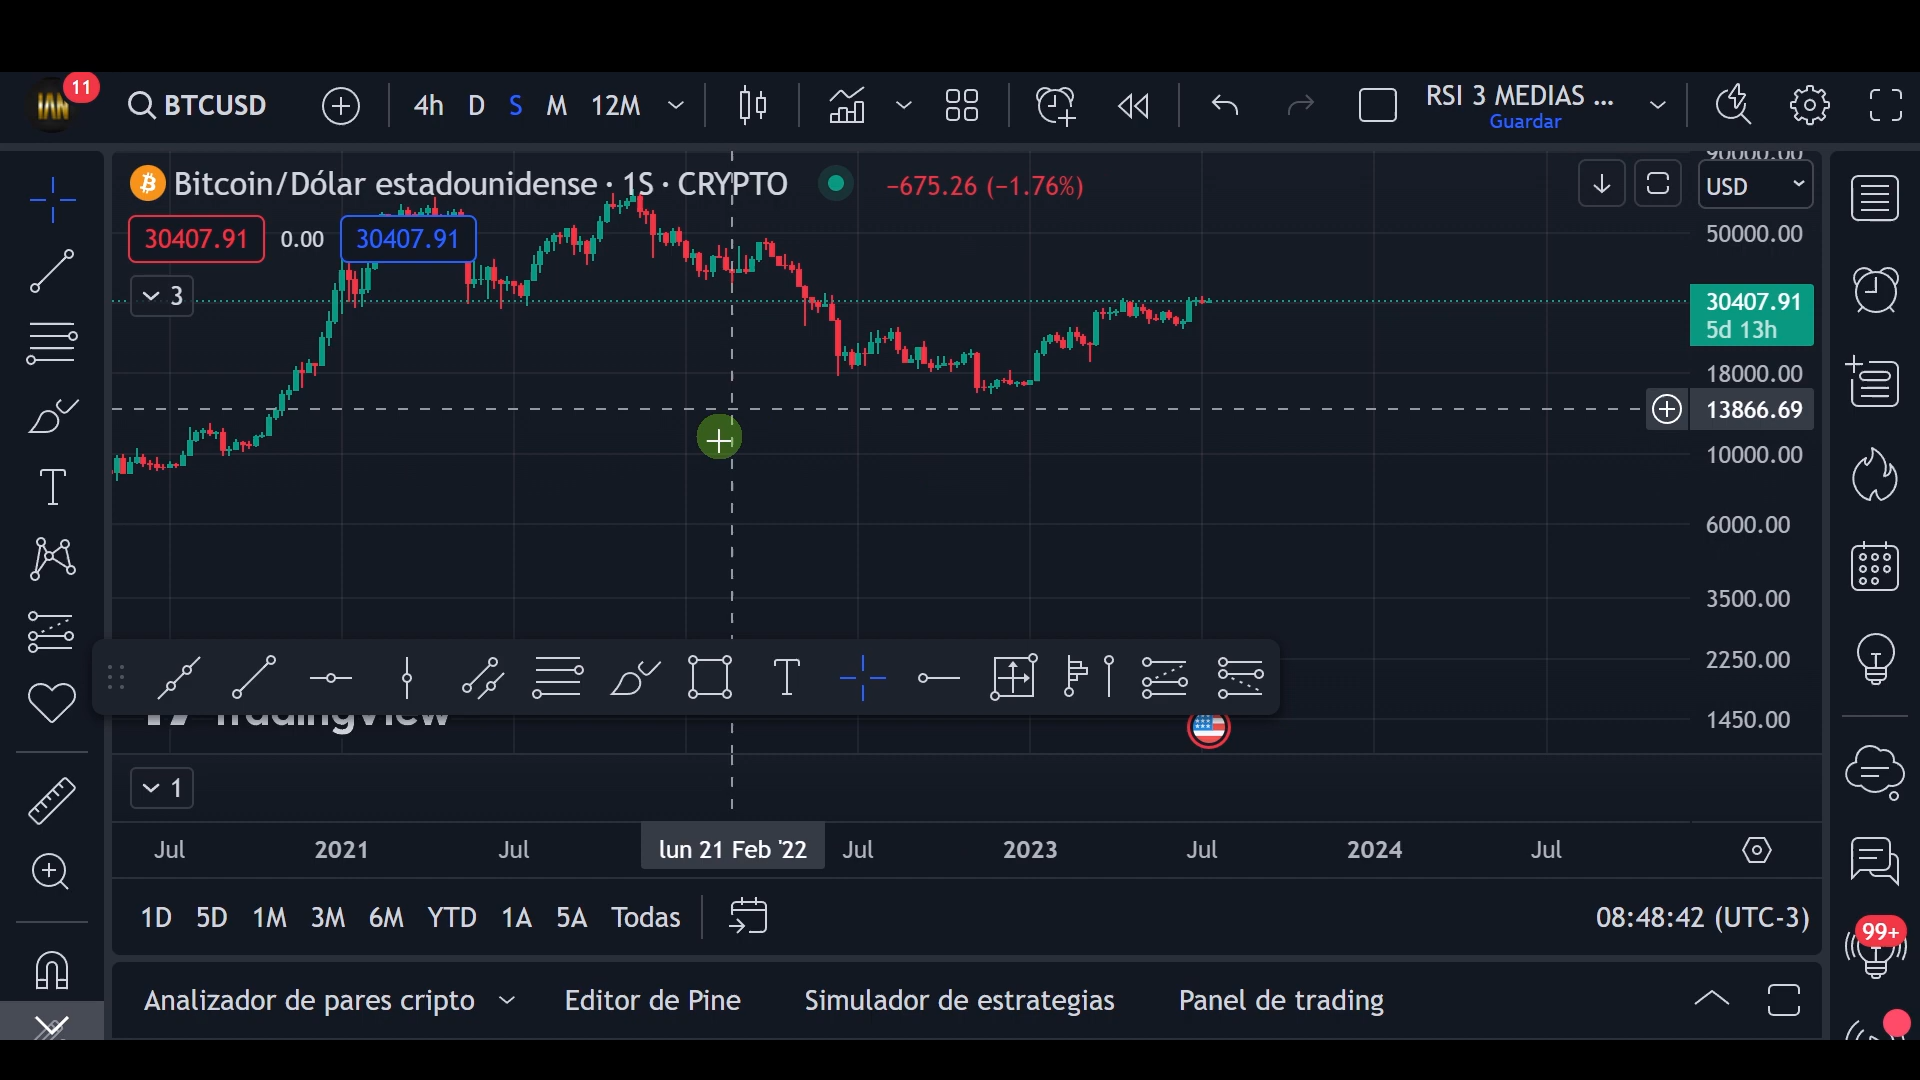 IAN
11
BTCUSD
4h D S M 12M
RSI 3 MEDIAS ...
Guardar
Bitcoin/Dólar estadounidense · 1S · CRYPTO
−675.26 (−1.76%)
90000.00
USD
30407.91 0.00 30407.91
50000.00
3
30407.91
5d 13h
18000.00
13866.69
10000.00
6000.00
3500.00
2250.00
TradingView
1450.00
1
Jul 2021 Jul lun 21 Feb '22 Jul 2023 Jul 2024 Jul
1D 5D 1M 3M 6M YTD 1A 5A Todas
08:48:42 (UTC-3)
99+
Analizador de pares cripto Editor de Pine Simulador de estrategias Panel de trading